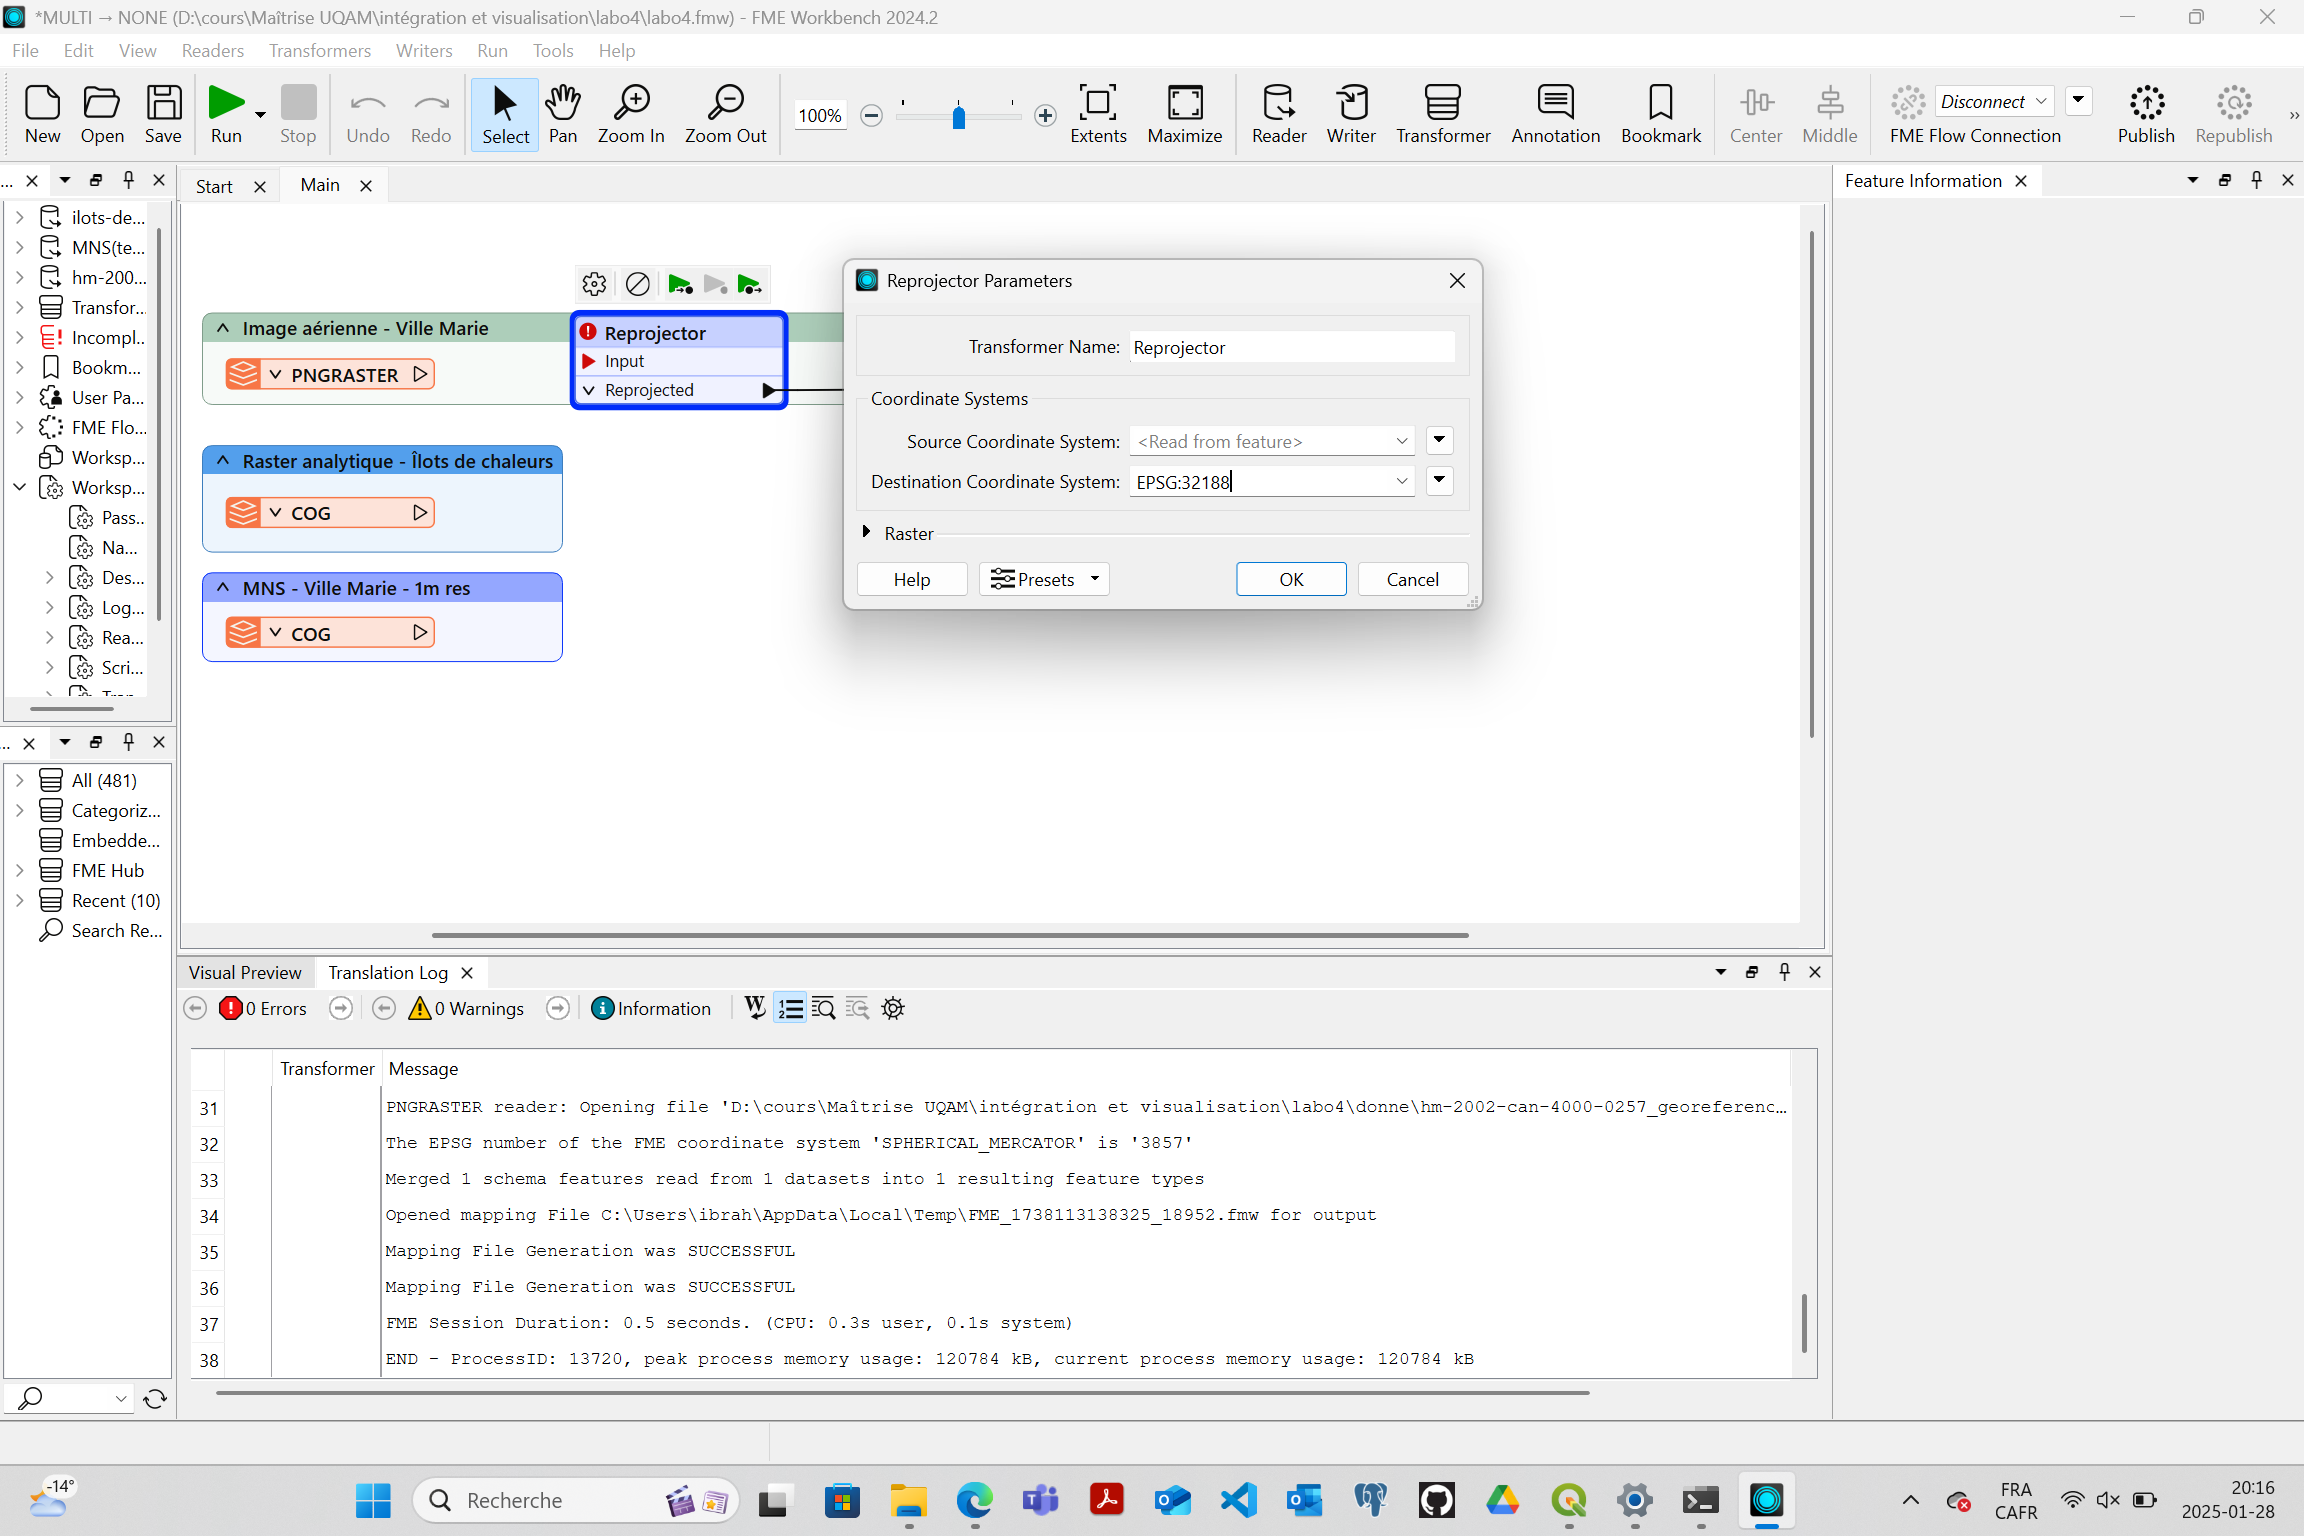 *MULTI → NONE (D:\cours\Maîtrise UQAM\intégration et visualisation\labo4\labo4.fmw) - FME Workbench 2024.2
File Edit View Readers Transformers Writers Run Tools Help
New Open Save Run Stop Undo Redo Select Pan Zoom In Zoom Out 100% Extents Maximize Reader Writer Transformer Annotation Bookmark Center Middle Disconnect FME Flow Connection Publish Republish »
...
Start Main
Feature Information
ilots-de...
MNS(te...
hm-200...
Transfor...
Incompl...
Bookm...
User Pa...
FME Flo...
Worksp...
Worksp...
Pass...
Na...
Des...
Log...
Rea...
Scri...
Tran...
Image aérienne - Ville Marie
PNGRASTER
Reprojector
Input
Reprojected
Raster analytique - Îlots de chaleurs
COG
MNS - Ville Marie - 1m res
COG
Reprojector Parameters
Transformer Name: Reprojector
Coordinate Systems
Source Coordinate System: <Read from feature>
Destination Coordinate System: EPSG:32188
Raster
Help Presets OK Cancel
...
All (481)
Categoriz...
Embedde...
FME Hub
Recent (10)
Search Re...
Visual Preview Translation Log
0 Errors 0 Warnings Information
Transformer Message
31 PNGRASTER reader: Opening file 'D:\cours\Maîtrise UQAM\intégration et visualisation\labo4\donne\hm-2002-can-4000-0257_georeferenc...
32 The EPSG number of the FME coordinate system 'SPHERICAL_MERCATOR' is '3857'
33 Merged 1 schema features read from 1 datasets into 1 resulting feature types
34 Opened mapping File C:\Users\ibrah\AppData\Local\Temp\FME_1738113138325_18952.fmw for output
35 Mapping File Generation was SUCCESSFUL
36 Mapping File Generation was SUCCESSFUL
37 FME Session Duration: 0.5 seconds. (CPU: 0.3s user, 0.1s system)
38 END - ProcessID: 13720, peak process memory usage: 120784 kB, current process memory usage: 120784 kB
-14°
Recherche
FRA
CAFR
20:16
2025-01-28